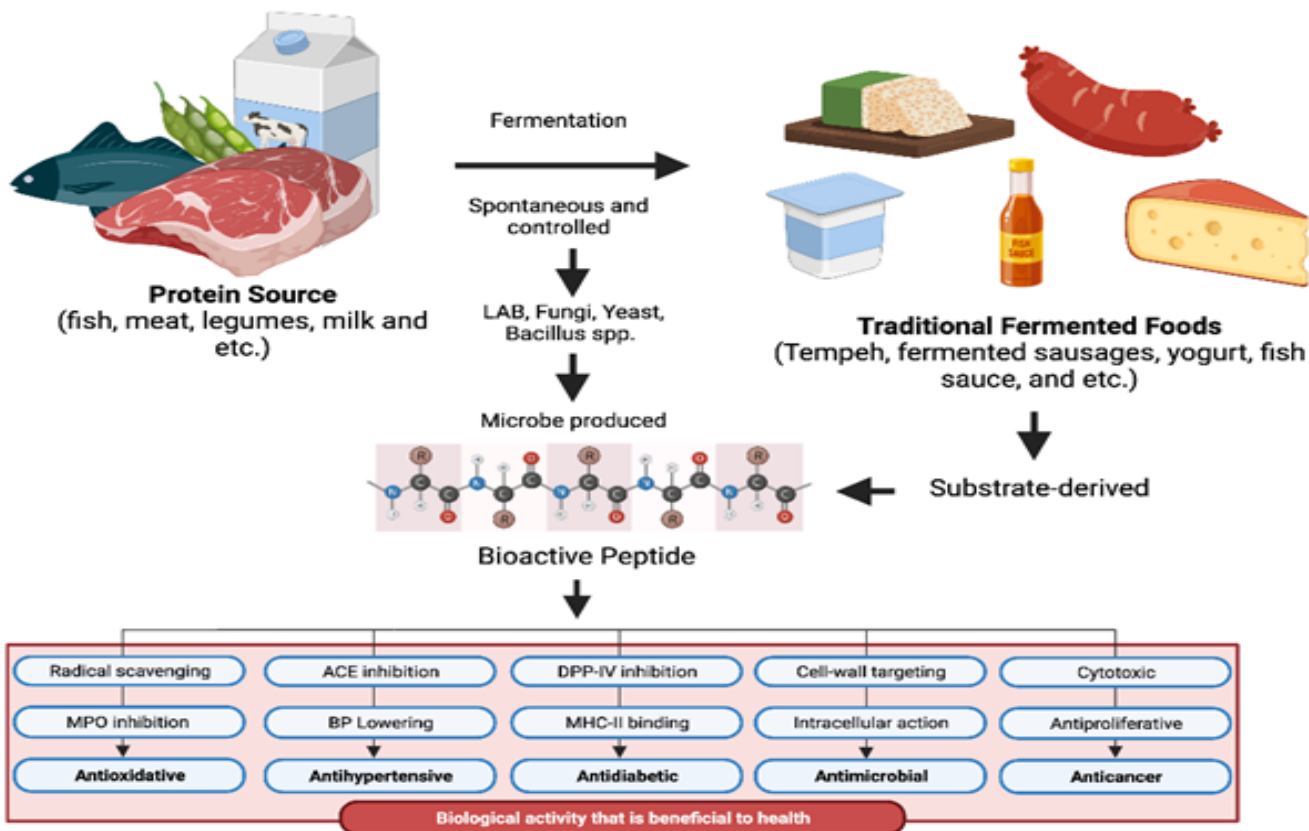 Fermentation
Spontaneous and
controlled
LAB, Fungi, Yeast,
Bacillus spp.
Microbe produced
Protein Source
(fish, meat, legumes, milk and
etc.)
FISH
SAUCE
Traditional Fermented Foods
(Tempeh, fermented sausages, yogurt, fish
sauce, and etc.)
Substrate-derived
R
R
R
R
R
Bioactive Peptide
Radical scavenging
ACE inhibition
DPP-IV inhibition
Cell-wall targeting
Cytotoxic
MPO inhibition
BP Lowering
MHC-II binding
Intracellular action
Antiproliferative
Antioxidative
Antihypertensive
Antidiabetic
Antimicrobial
Anticancer
Biological activity that is beneficial to health